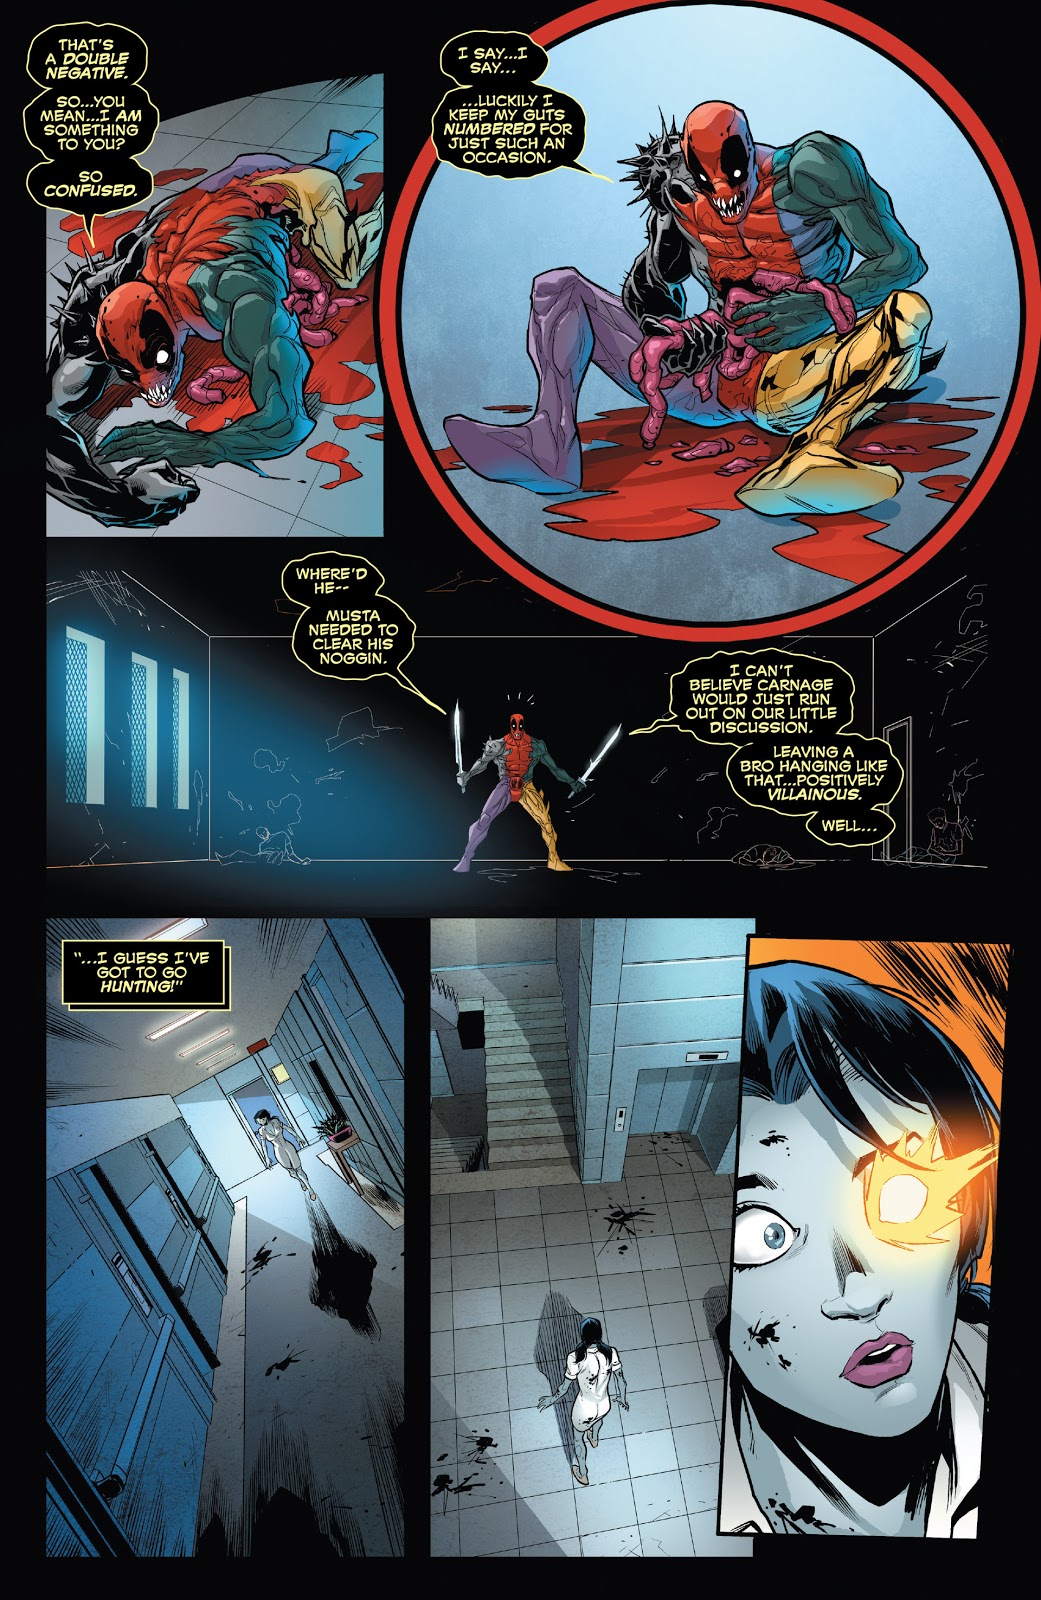 THAT'S
A DOUBLE
NEGATIVE.
SO...YOU
MEAN...I AM
SOMETHING
TO YOU?
SO
CONFUSED.
I SAY...I
SAY...
...LUCKILY I
KEEP MY GUTS
NUMBERED FOR
JUST SUCH AN
OCCASION.
WHERE'D
HE--
MUSTA
NEEDED TO
CLEAR HIS
NOGGIN.
I CAN'T
BELIEVE CARNAGE
WOULD JUST RUN
OUT ON OUR LITTLE
DISCUSSION.
LEAVING A
BRO HANGING LIKE
THAT...POSITIVELY
VILLAINOUS.
WELL...
"...I GUESS I'VE
GOT TO GO
HUNTING!"